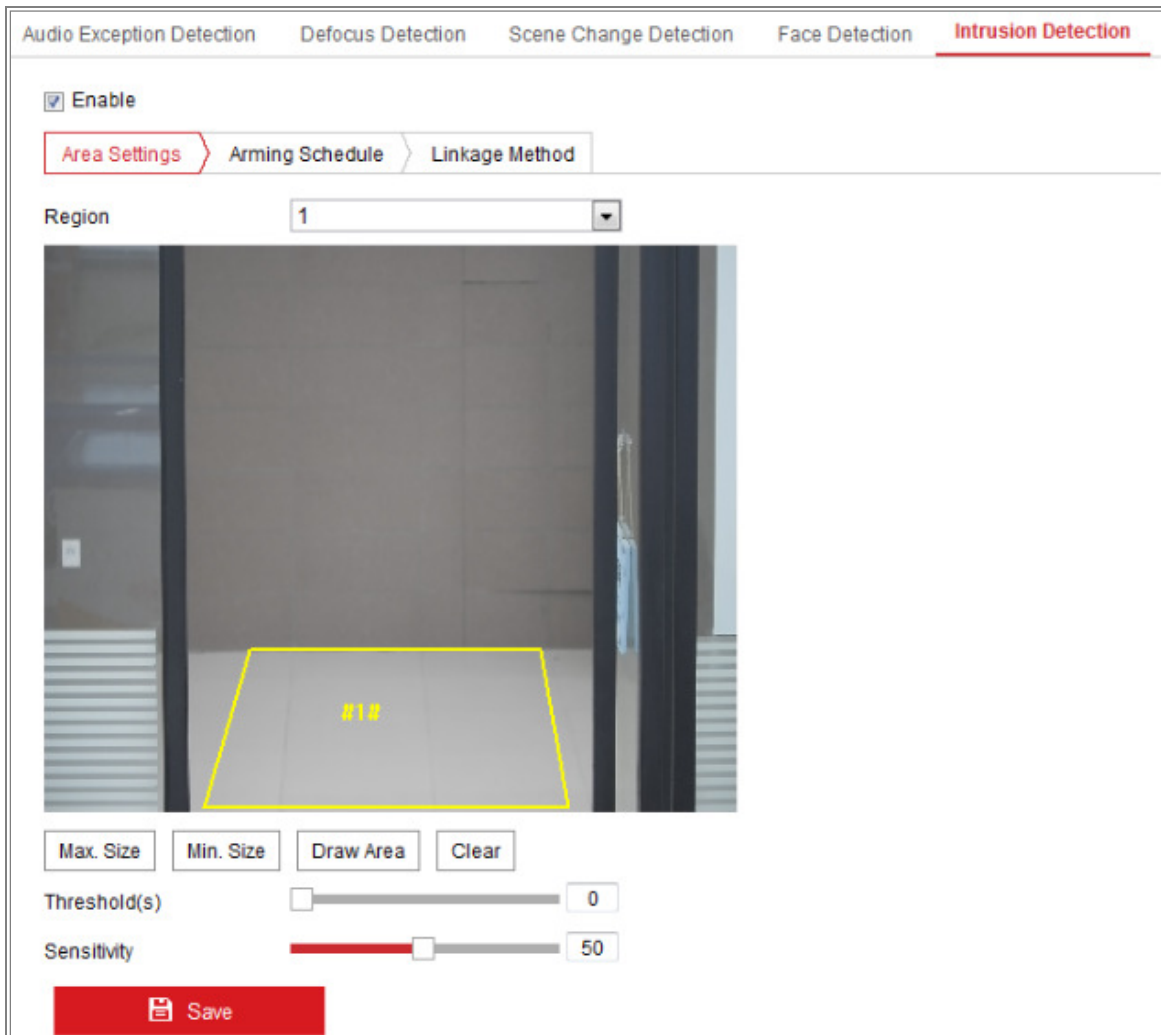 Audio Exception Detection Defocus Detection Scene Change Detection Face Detection Intrusion Detection
Enable
Area Settings Arming Schedule Linkage Method
Region 1
#1#
Max. Size Min. Size Draw Area Clear
Threshold(s) 0
Sensitivity 50
Save